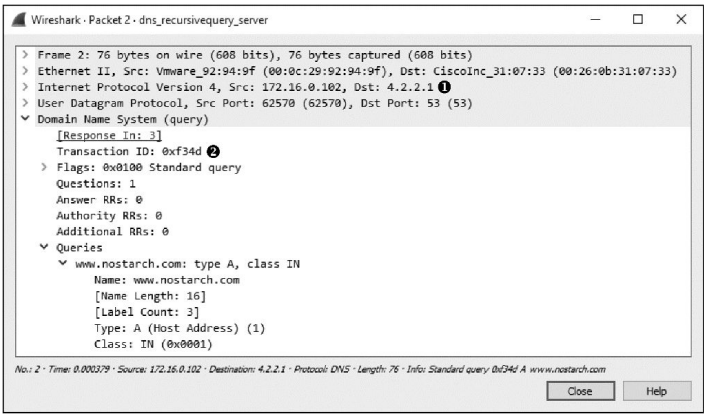 Wireshark · Packet 2 · dns_recursivequery_server
> Frame 2: 76 bytes on wire (608 bits), 76 bytes captured (608 bits)
> Ethernet II, Src: Vmware_92:94:9f (00:0c:29:92:94:9f), Dst: CiscoInc_31:07:33 (00:26:0b:31:07:33)
> Internet Protocol Version 4, Src: 172.16.0.102, Dst: 4.2.2.1 ❶
> User Datagram Protocol, Src Port: 62570 (62570), Dst Port: 53 (53)
Domain Name System (query)
[Response In: 3]
Transaction ID: 0xf34d ❷
> Flags: 0x0100 Standard query
Questions: 1
Answer RRs: 0
Authority RRs: 0
Additional RRs: 0
Queries
www.nostarch.com: type A, class IN
Name: www.nostarch.com
[Name Length: 16]
[Label Count: 3]
Type: A (Host Address) (1)
Class: IN (0x0001)
No.: 2 · Time: 0.000379 · Source: 172.16.0.102 · Destination: 4.2.2.1 · Protocol: DNS · Length: 76 · Info: Standard query 0xf34d A www.nostarch.com
Close Help